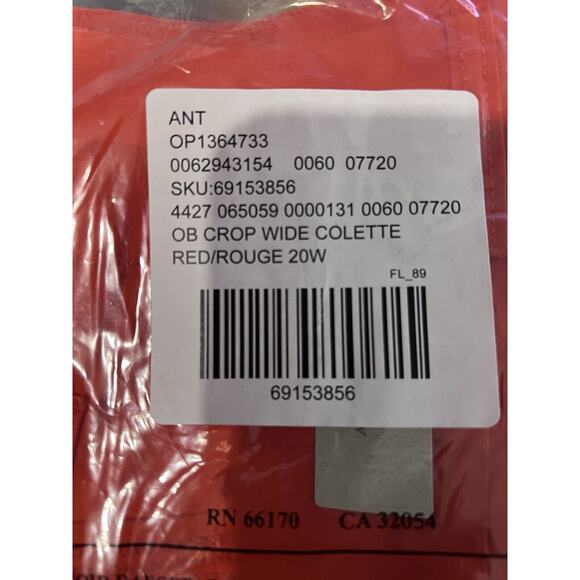 ANT
OP1364733
0062943154 0060 07720
SKU:69153856
4427 065059 0000131 0060 07720
OB CROP WIDE COLETTE
RED/ROUGE 20W
FL_89
69153856
RN 66170 CA 32054